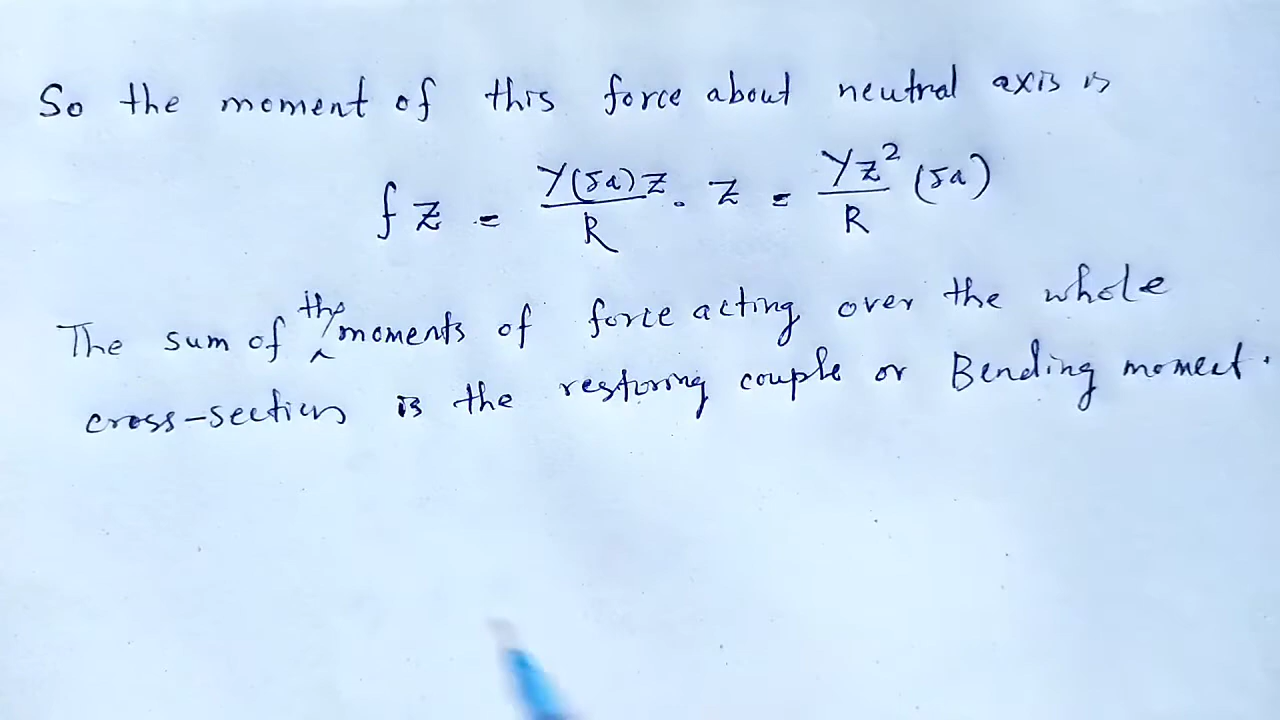 So the moment of this force about neutral axis is
fz = Y(δa)z/R . z = Yz²/R (δa)
The sum of the moments of force acting over the whole
cross-section is the restoring couple or Bending moment.